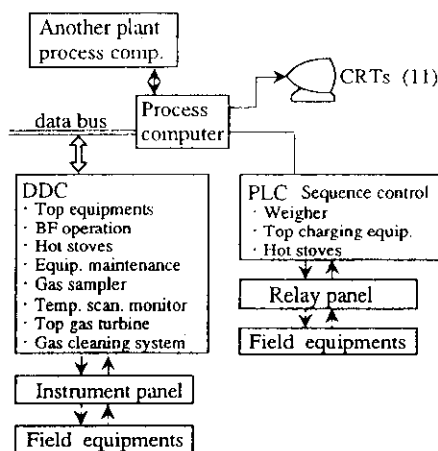 Another plant
process comp.
CRTs (11)
Process
computer
data bus
DDC
· Top equipments
· BF operation
· Hot stoves
· Equip. maintenance
· Gas sampler
· Temp. scan. monitor
· Top gas turbine
· Gas cleaning system
Instrument panel
Field equipments
PLC Sequence control
· Weigher
· Top charging equip.
· Hot stoves
Relay panel
Field equipments